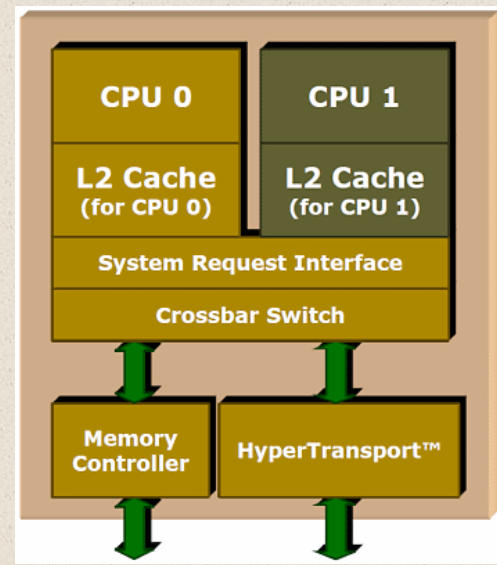 CPU 0
CPU 1
L2 Cache
(for CPU 0)
L2 Cache
(for CPU 1)
System Request Interface
Crossbar Switch
Memory
Controller
HyperTransport™